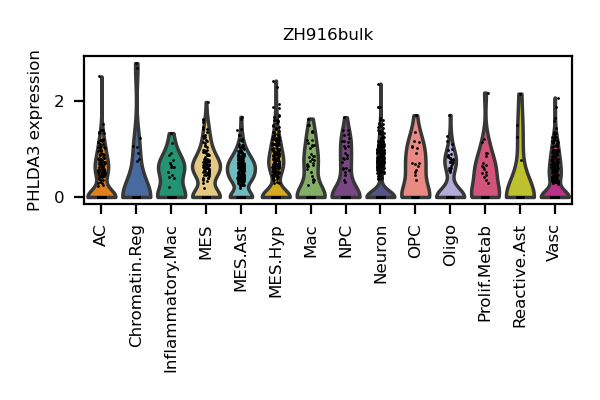 ZH916bulk
PHLDA3 expression
2
0
AC
Chromatin.Reg
Inflammatory.Mac
MES
MES.Ast
MES.Hyp
Mac
NPC
Neuron
OPC
Oligo
Prolif.Metab
Reactive.Ast
Vasc